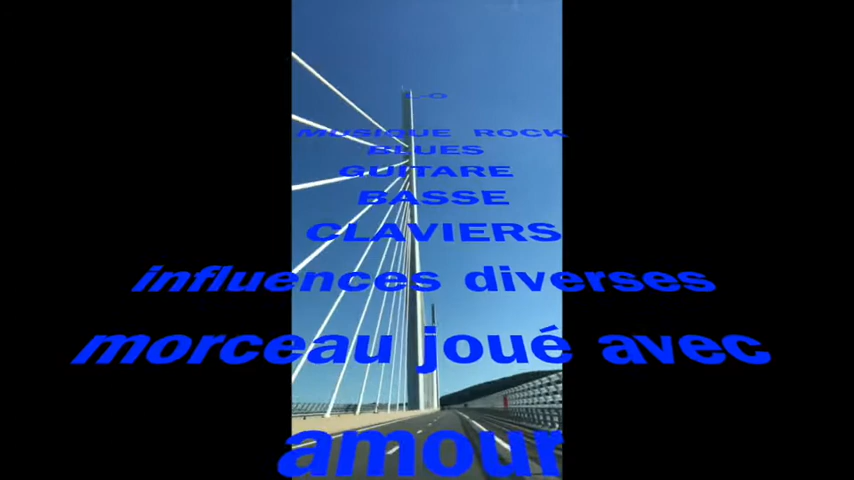 MUSIQUE ROCK
BLUES
GUITARE
BASSE
CLAVIERS
influences diverses
morceau joué avec
amour